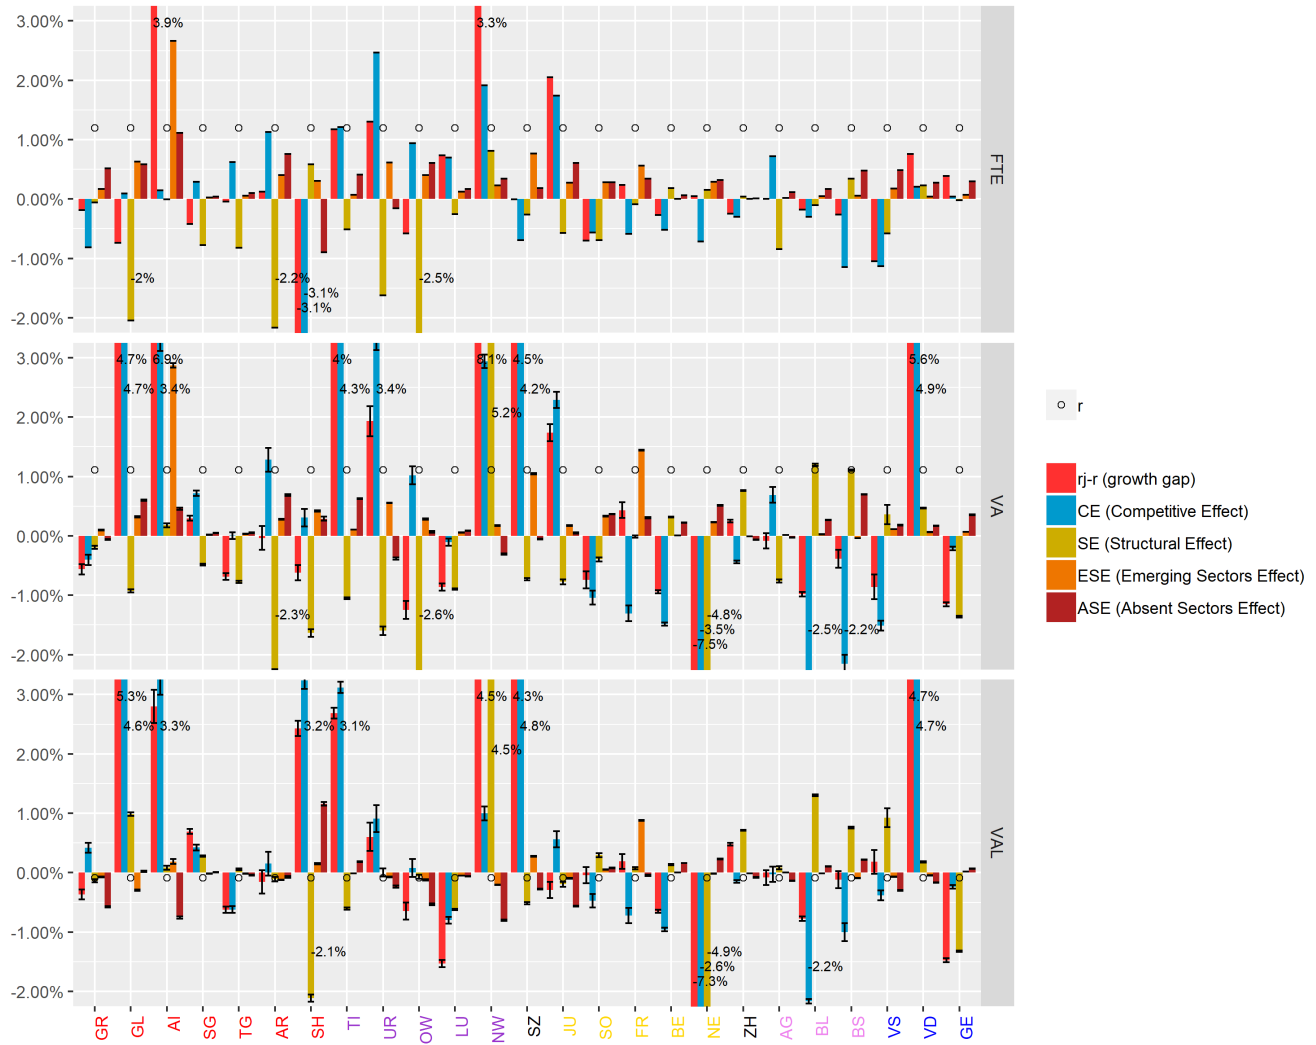 3.00%
2.00%
1.00%
0.00%
-1.00%
-2.00%
3.9%
3.3%
-2%
-2.2%
-2.5%
-3.1%
-3.1%
FTE
3.00%
2.00%
1.00%
0.00%
-1.00%
-2.00%
4.7% 6.9% 4% 8.1% 4.5% 5.6%
4.7% 3.4% 4.3% 3.4% 4.2% 4.9%
5.2%
-2.3% -2.6% -4.8%
-3.5% -2.5% -2.2%
-7.5%
VA
3.00%
2.00%
1.00%
0.00%
-1.00%
-2.00%
5.3% 4.5% 4.3% 4.7%
4.6% 3.3% 3.2% 3.1% 4.8% 4.7%
4.5%
-2.1% -4.9%
-2.6% -2.2%
-7.3%
VAL
GR GL AI SG TG AR SH TI UR OW LU NW SZ JU SO FR BE NE ZH AG BL BS VS VD GE
r
rj-r (growth gap)
CE (Competitive Effect)
SE (Structural Effect)
ESE (Emerging Sectors Effect)
ASE (Absent Sectors Effect)